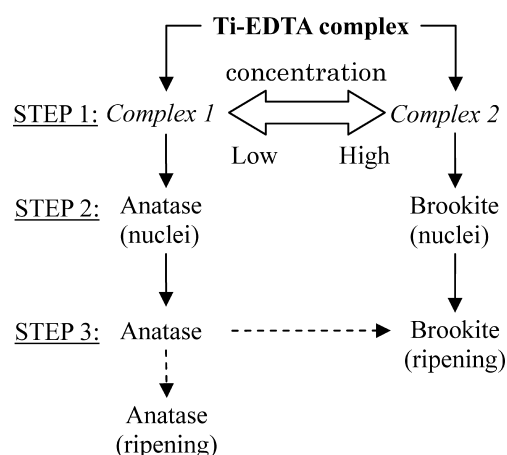 Ti-EDTA complex
concentration
STEP 1: Complex 1 Complex 2
Low High
STEP 2: Anatase Brookite
(nuclei) (nuclei)
STEP 3: Anatase Brookite
(ripening)
Anatase
(ripening)